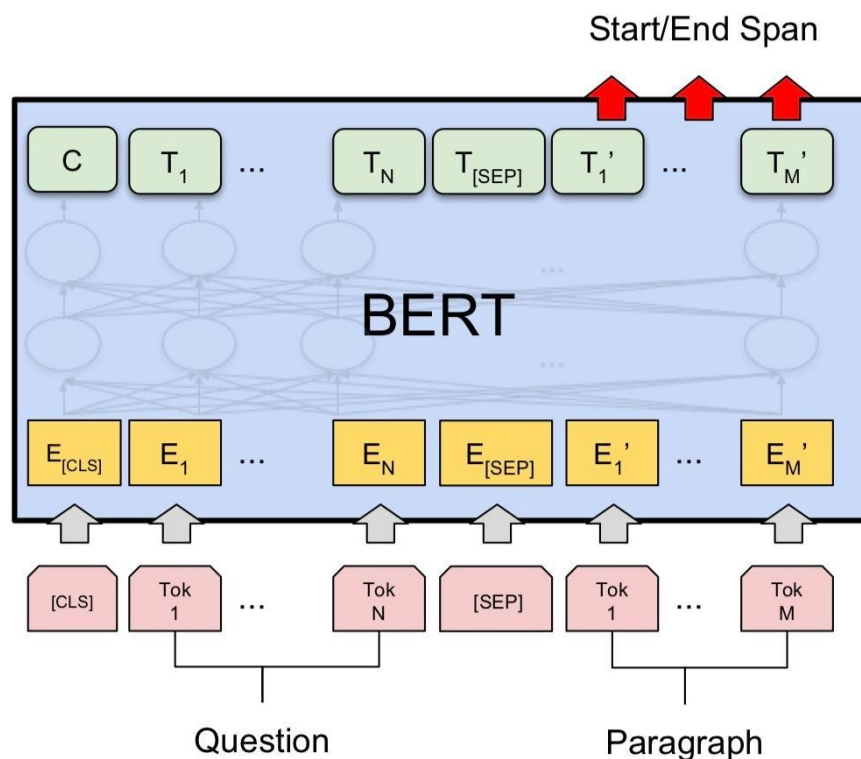 Start/End Span
C T1 ... TN T[SEP] T1’ ... TM’
...
BERT
...
E[CLS] E1 ... EN E[SEP] E1’ ... EM’
[CLS] Tok 1 ... Tok N [SEP] Tok 1 ... Tok M
Question Paragraph